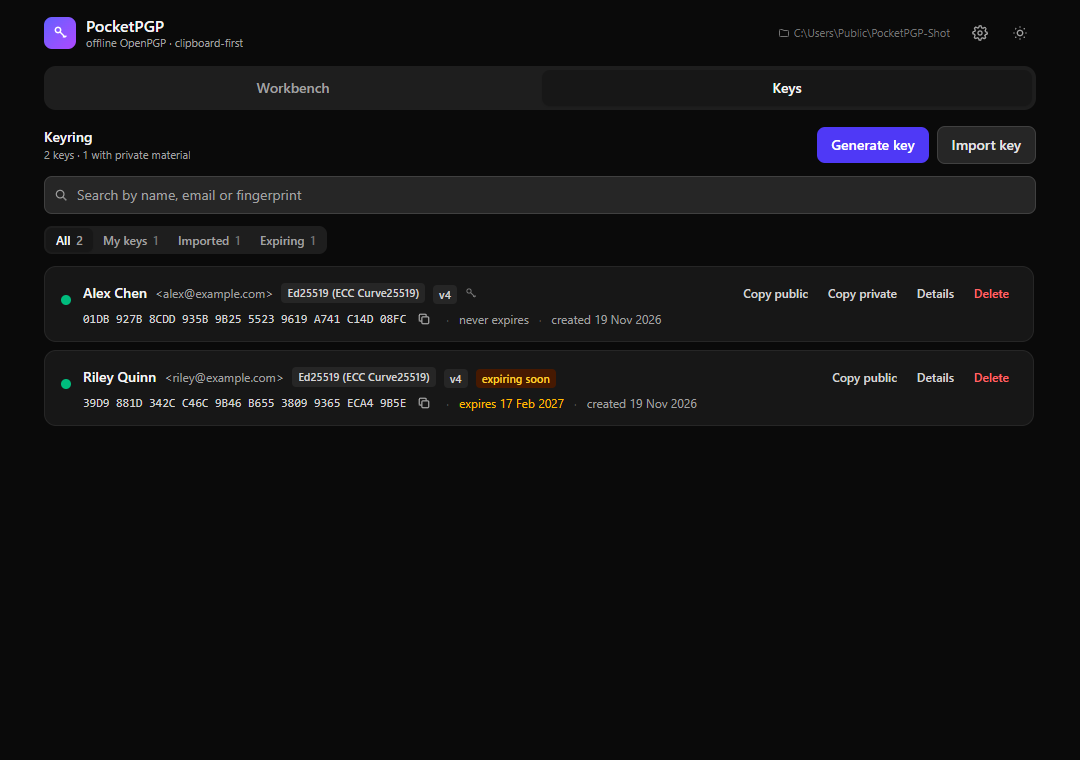 PocketPGP
offline OpenPGP · clipboard-first
C:\Users\Public\PocketPGP-Shot
Workbench
Keys
Keyring
2 keys · 1 with private material
Generate key
Import key
Search by name, email or fingerprint
All 2
My keys 1
Imported 1
Expiring 1
Alex Chen <alex@example.com> Ed25519 (ECC Curve25519) v4
Copy public
Copy private
Details
Delete
01DB 927B 8CDD 935B 9B25 5523 9619 A741 C14D 08FC · never expires · created 19 Nov 2026
Riley Quinn <riley@example.com> Ed25519 (ECC Curve25519) v4 expiring soon
Copy public
Details
Delete
39D9 881D 342C C46C 9B46 B655 3809 9365 ECA4 9B5E · expires 17 Feb 2027 · created 19 Nov 2026